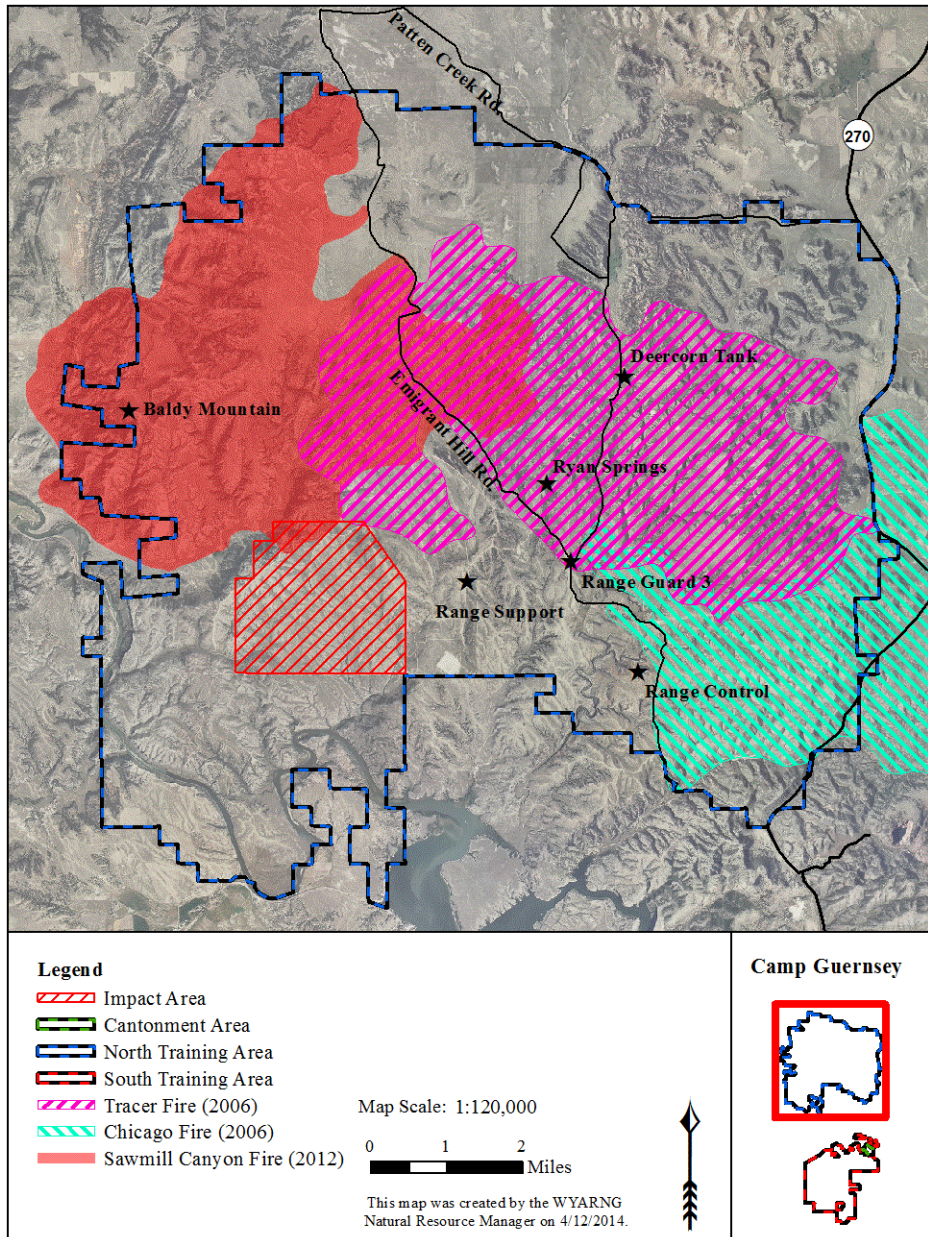 Patten Creek Rd.
270
Deercorn Tank
Baldy Mountain
Emigrant Hill Rd.
Ryan Springs
Range Guard 3
Range Support
Range Control
Legend
Impact Area
Cantonment Area
North Training Area
South Training Area
Tracer Fire (2006)
Chicago Fire (2006)
Sawmill Canyon Fire (2012)
Map Scale: 1:120,000
0 1 2
Miles
This map was created by the WYARNG
Natural Resource Manager on 4/12/2014.
Camp Guernsey